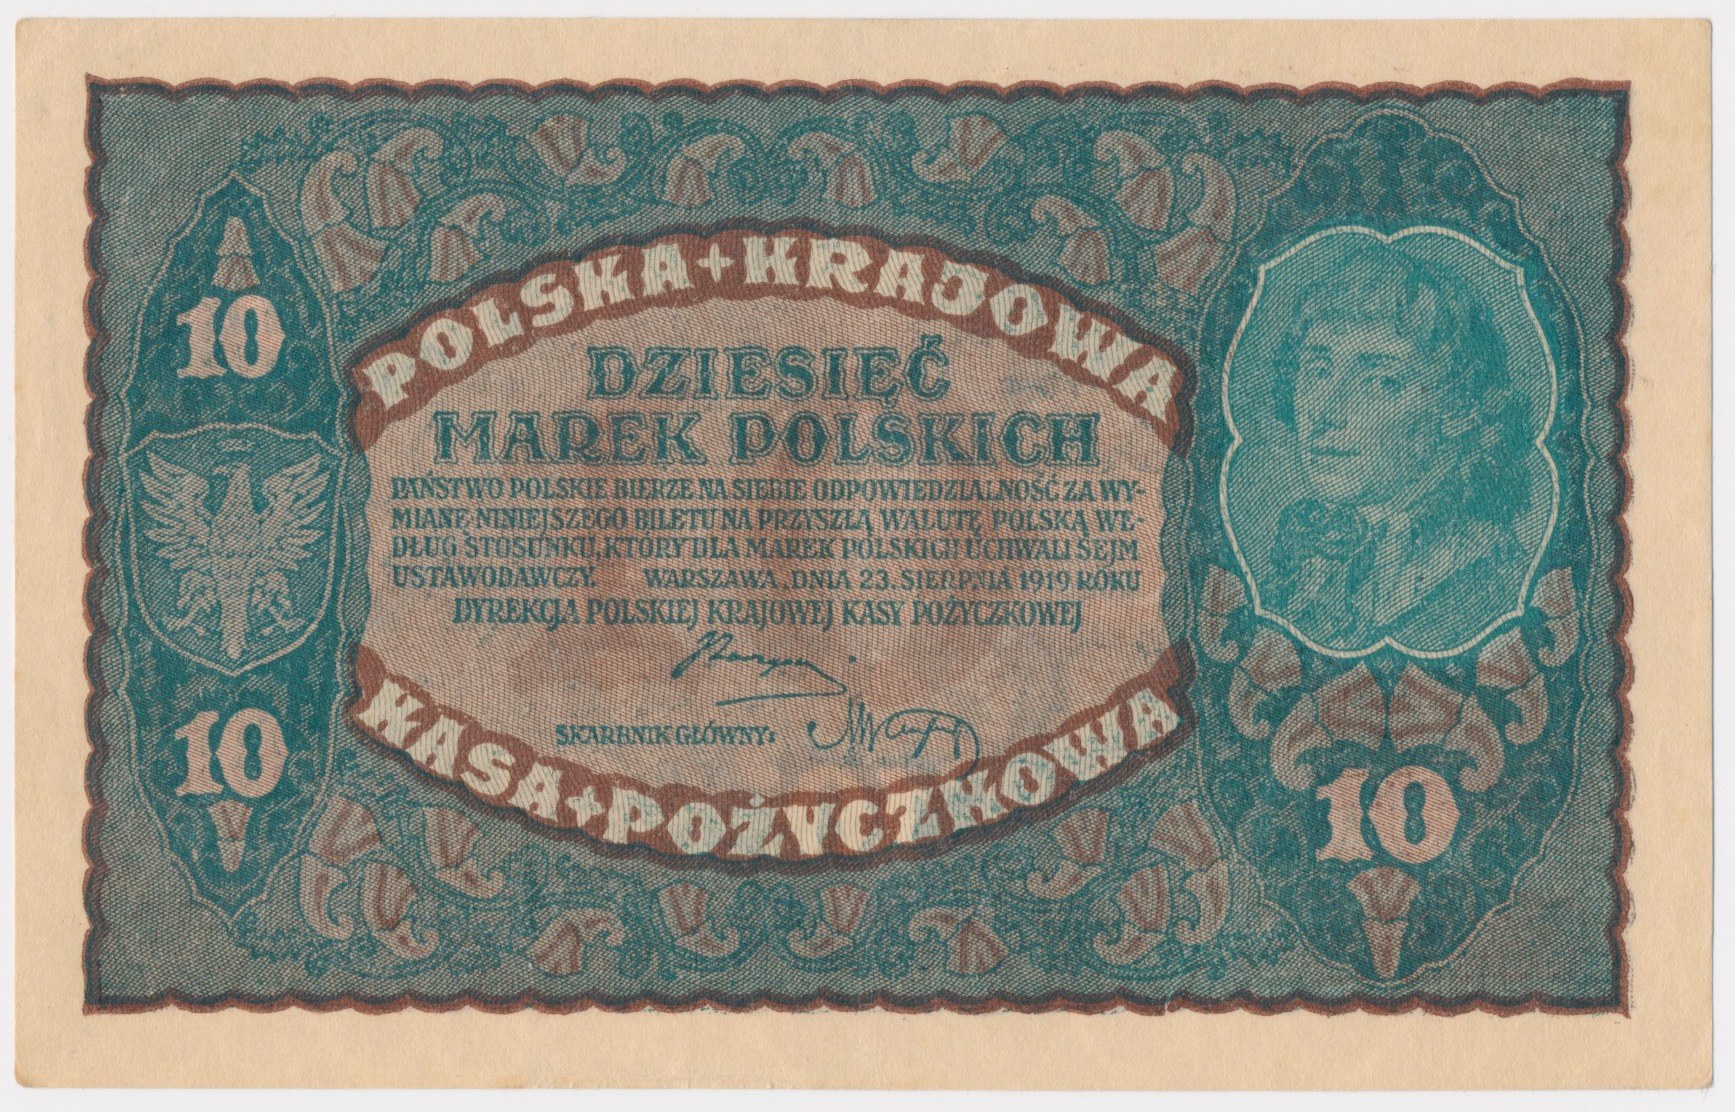 POLSKA + KRAJOWA
10
DZIESIĘĆ
MAREK POLSKICH
PAŃSTWO POLSKIE BIERZE NA SIEBIE ODPOWIEDZIALNOŚĆ ZA WY-
MIANĘ NINIEJSZEGO BILETU NA PRZYSZŁĄ WALUTĘ POLSKĄ WE-
DŁUG STOSUNKU, KTÓRY DLA MAREK POLSKICH UCHWALI SEJM
USTAWODAWCZY. WARSZAWA, DNIA 23. SIERPNIA 1919 ROKU
DYREKCJA POLSKIEJ KRAJOWEJ KASY POŻYCZKOWEJ
SKARBNIK GŁÓWNY:
10
10
KASA + POŻYCZKOWA